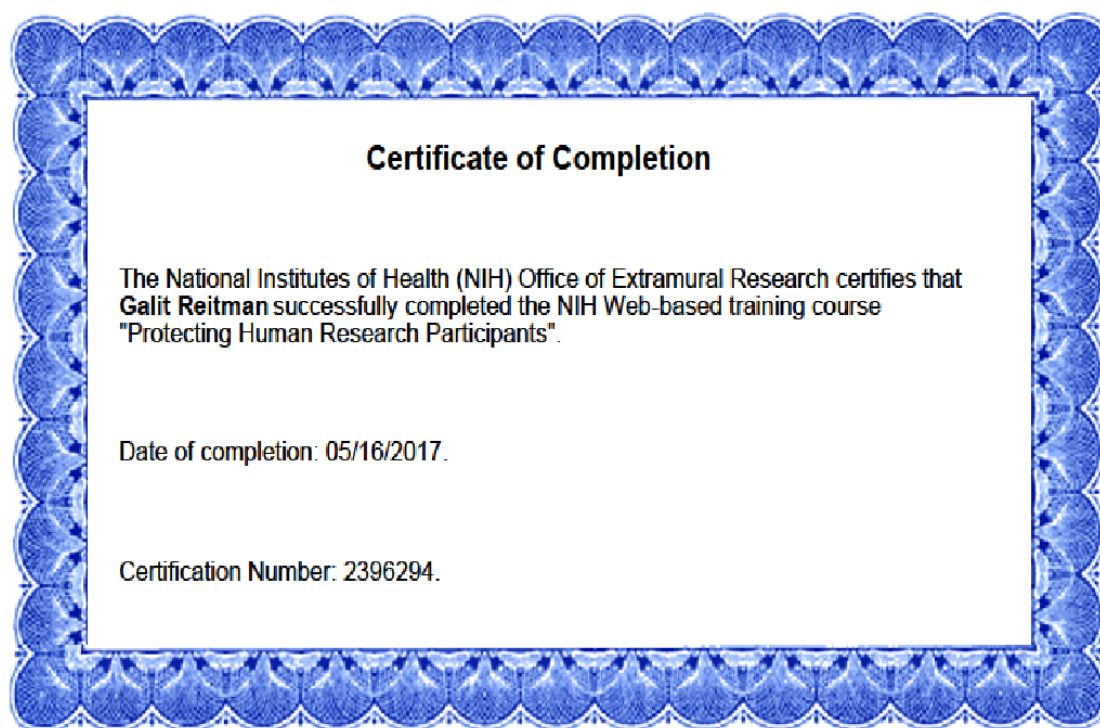 Certificate of Completion
The National Institutes of Health (NIH) Office of Extramural Research certifies that
Galit Reitman successfully completed the NIH Web-based training course
"Protecting Human Research Participants".
Date of completion: 05/16/2017.
Certification Number: 2396294.